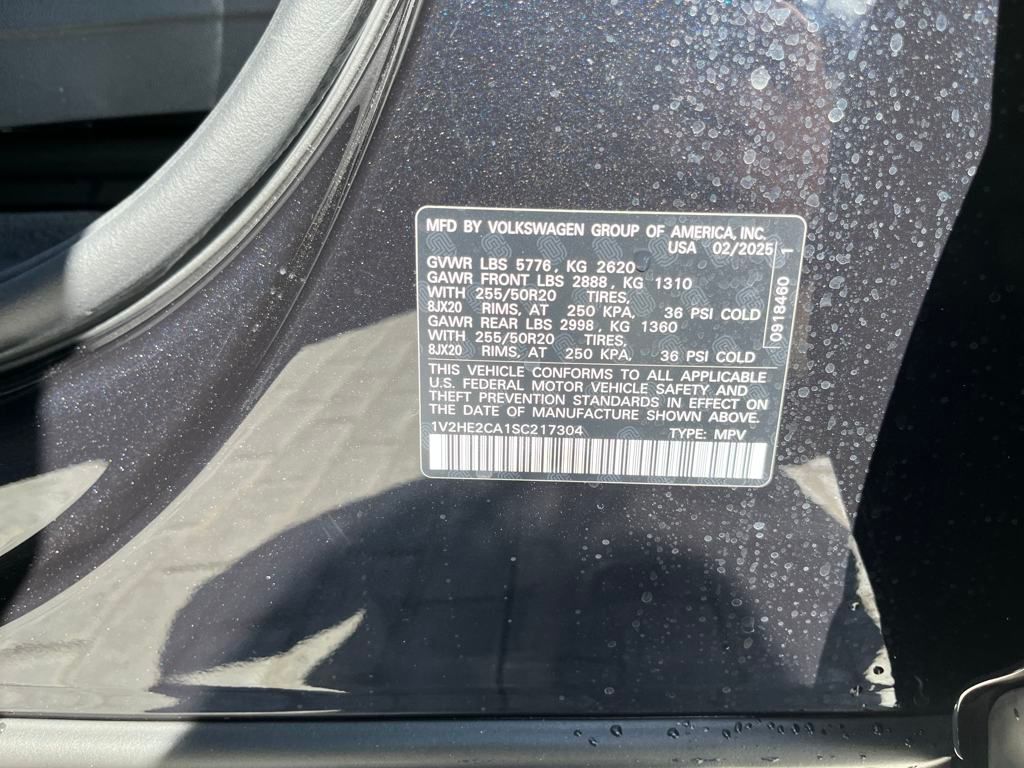 MFD BY VOLKSWAGEN GROUP OF AMERICA, INC.
USA 02/2025
GVWR LBS 5776, KG 2620
GAWR FRONT LBS 2888, KG 1310
WITH 255/50R20 TIRES,
8JX20 RIMS, AT 250 KPA, 36 PSI COLD
GAWR REAR LBS 2998, KG 1360
WITH 255/50R20 TIRES,
8JX20 RIMS, AT 250 KPA, 36 PSI COLD
0918460 1
THIS VEHICLE CONFORMS TO ALL APPLICABLE
U.S. FEDERAL MOTOR VEHICLE SAFETY AND
THEFT PREVENTION STANDARDS IN EFFECT ON
THE DATE OF MANUFACTURE SHOWN ABOVE.
1V2HE2CA1SC217304 TYPE: MPV